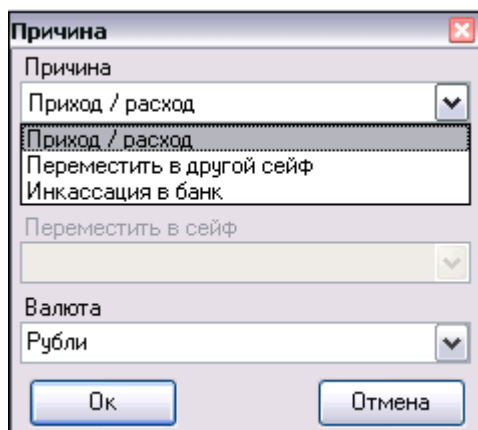 Причина
Причина
Приход / расход
Приход / расход
Переместить в другой сейф
Инкассация в банк
Переместить в сейф
Валюта
Рубли
Ок
Отмена